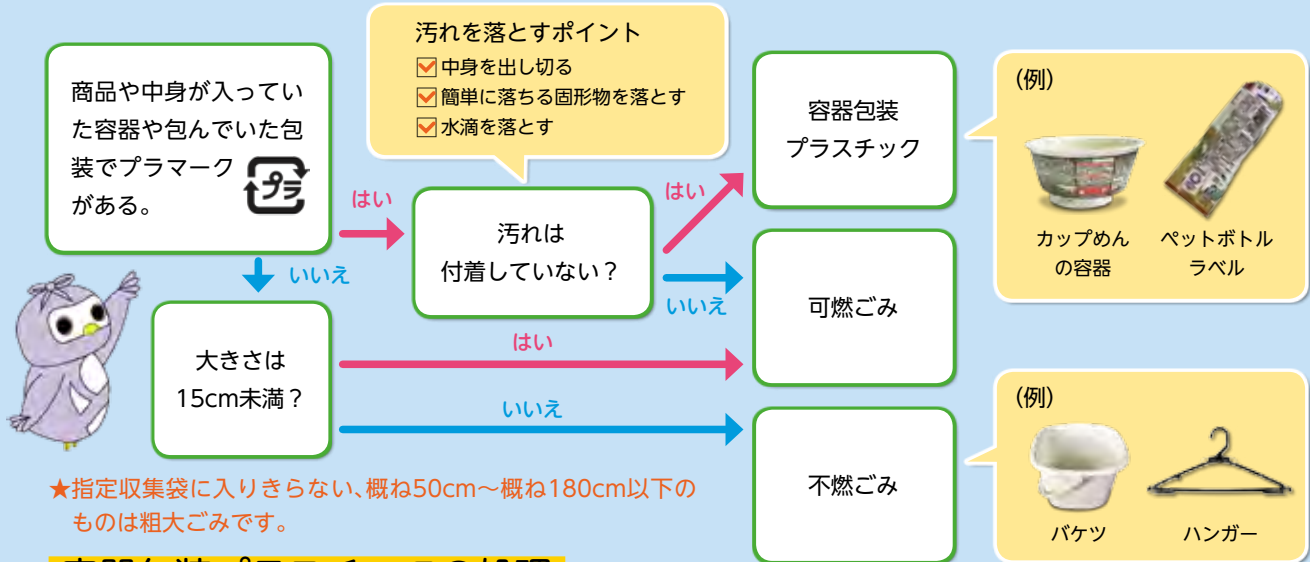 汚れを落とすポイント
中身を出し切る
簡単に落ちる固形物を落とす
水滴を落とす
商品や中身が入ってい
た容器や包んでいた包
装でプラマーク
がある。
プラ
はい
いいえ
汚れは
付着していない？
はい
いいえ
大きさは
15cm未満？
はい
いいえ
容器包装
プラスチック
可燃ごみ
不燃ごみ
(例)
カップめん
の容器
ペットボトル
ラベル
(例)
バケツ
ハンガー
★指定収集袋に入りきらない、概ね50cm～概ね180cm以下の
ものは粗大ごみです。